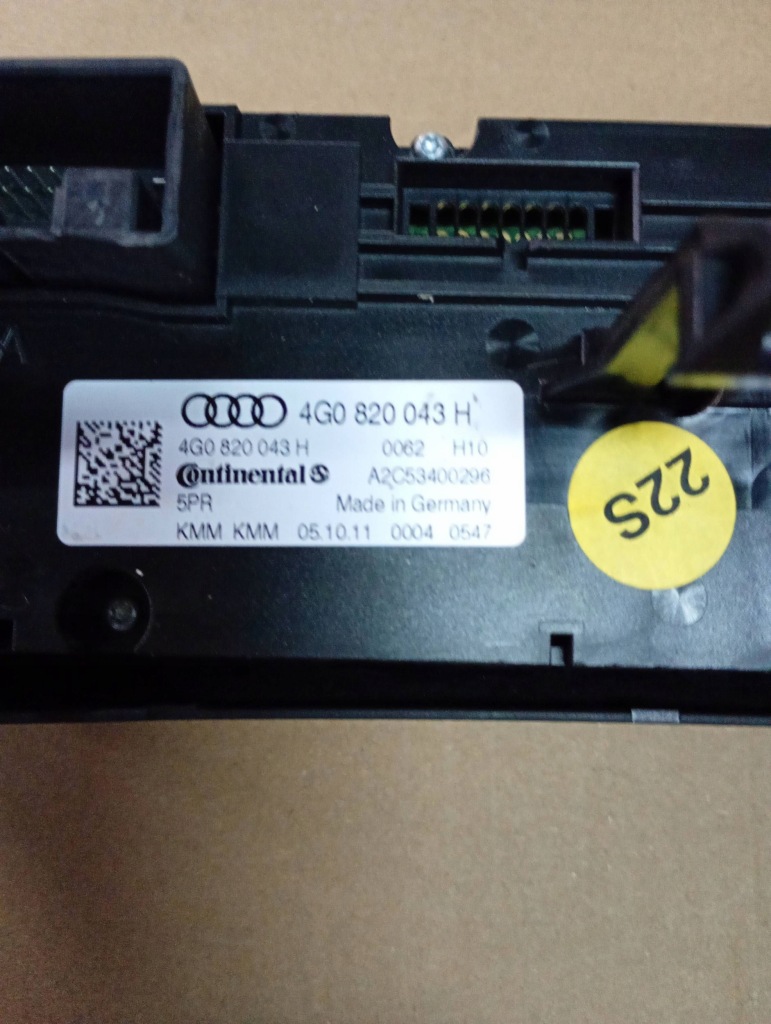 4G0 820 043 H
4G0 820 043 H 0062 H10
Continental A2C53400296
5PR Made in Germany
KMM KMM 05.10.11 0004 0547
22S